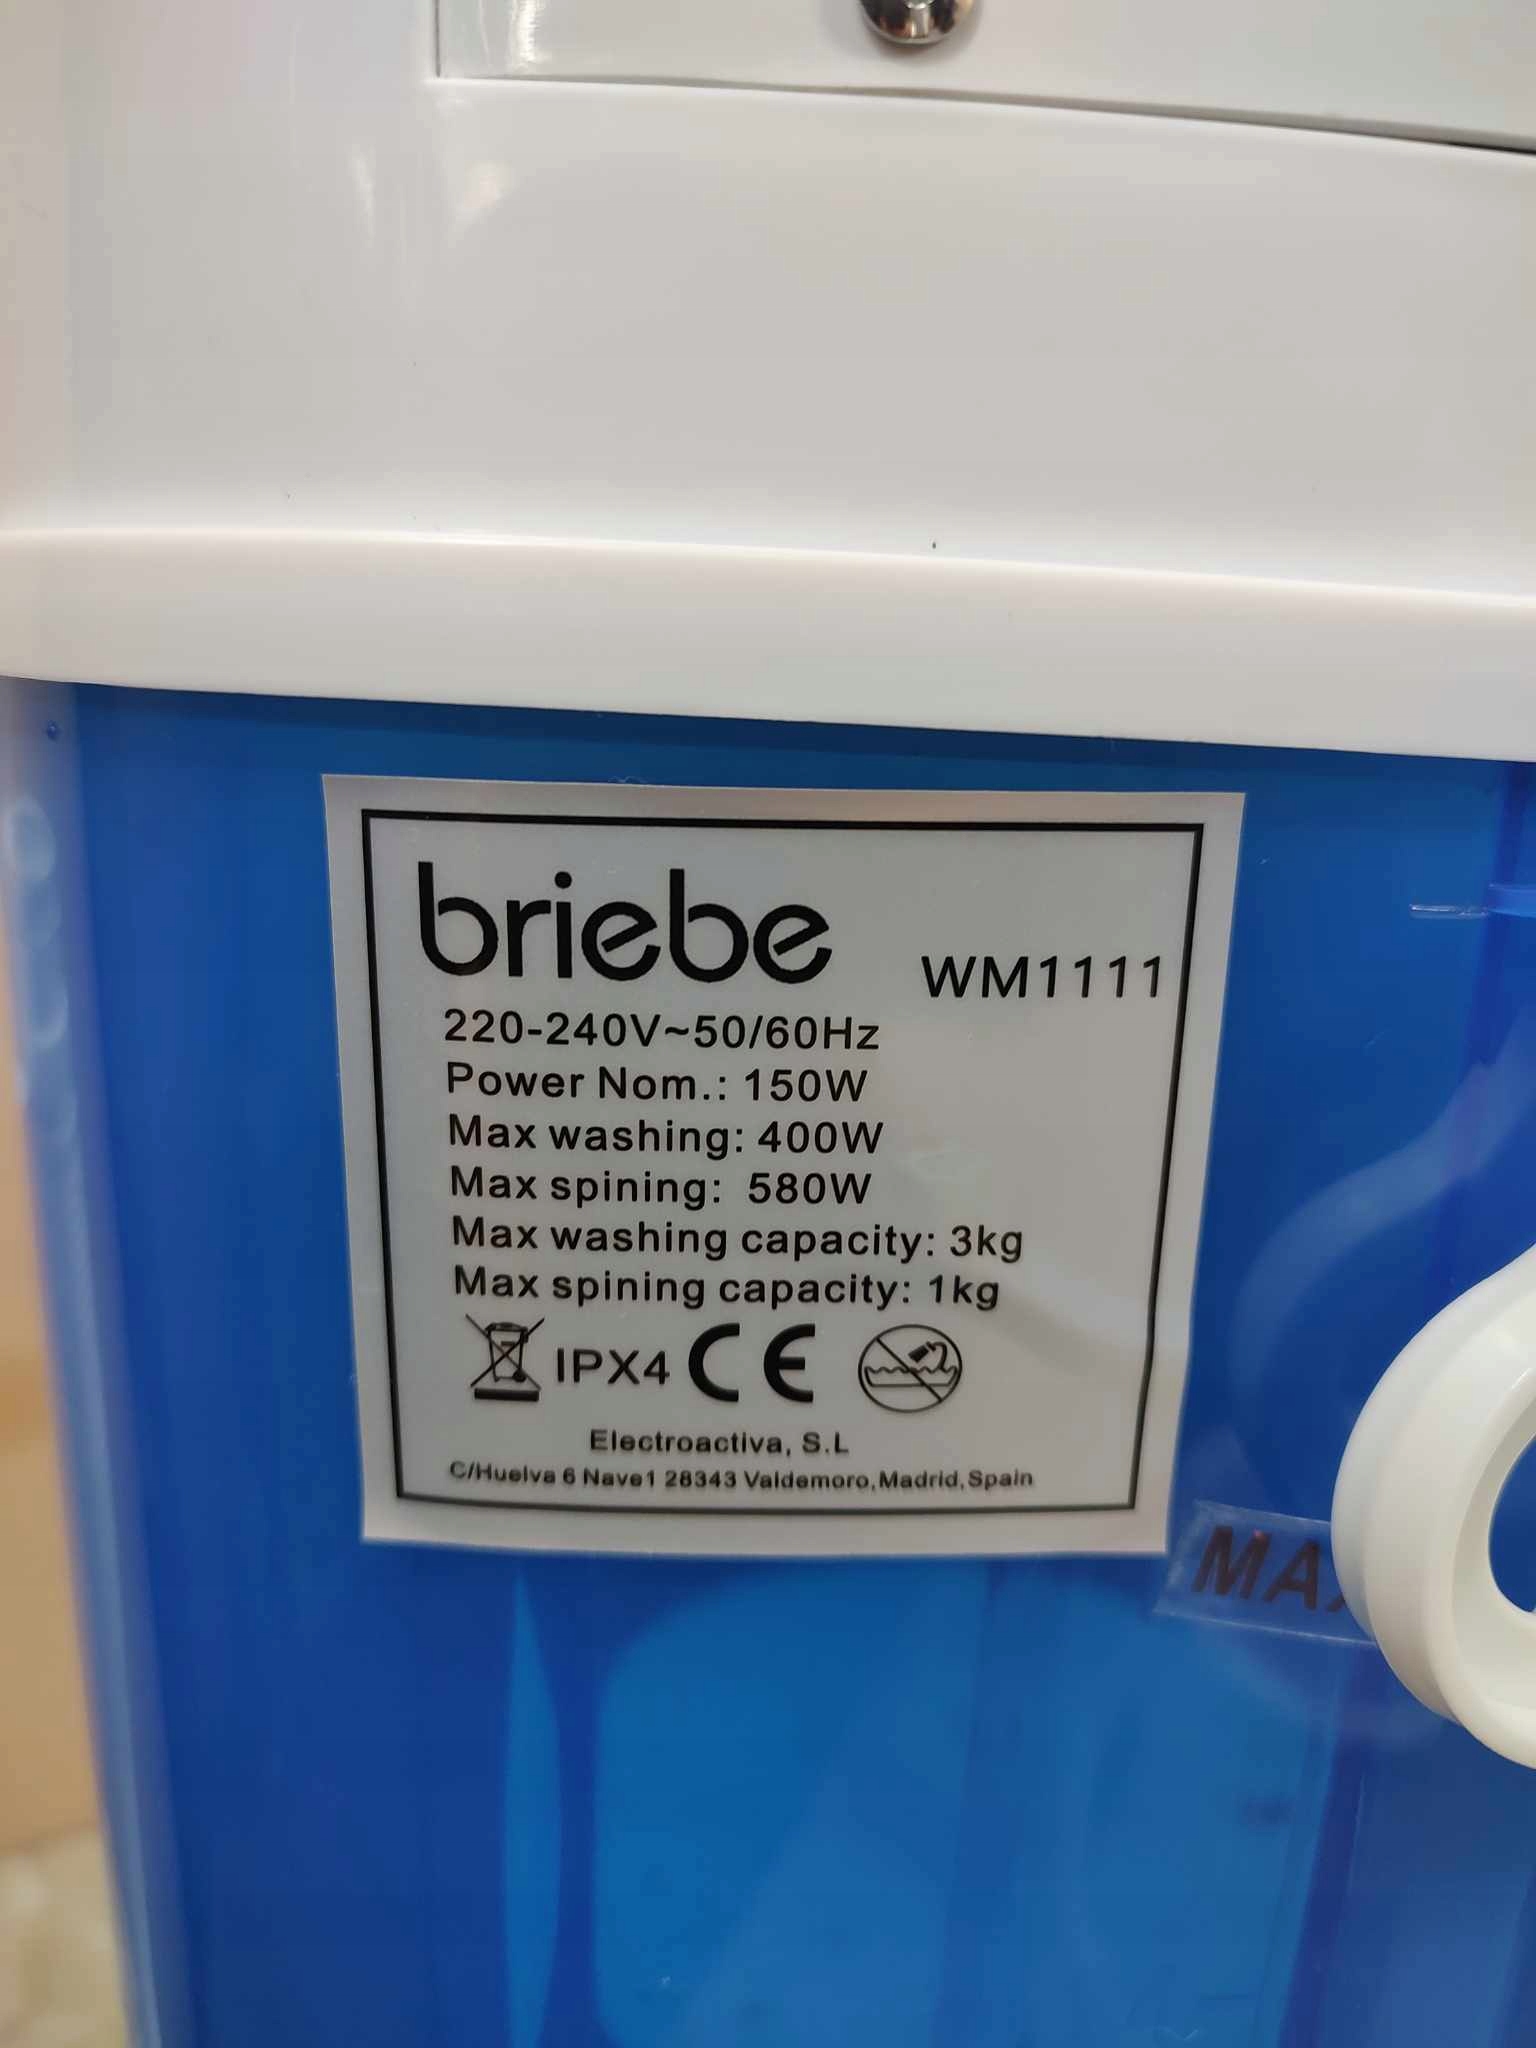 briebe
WM1111
220-240V~50/60Hz
Power Nom.: 150W
Max washing: 400W
Max spining: 580W
Max washing capacity: 3kg
Max spining capacity: 1kg
IPX4 CE
Electroactiva, S.L
C/Huelva 6 Nave1 28343 Valdemoro, Madrid, Spain